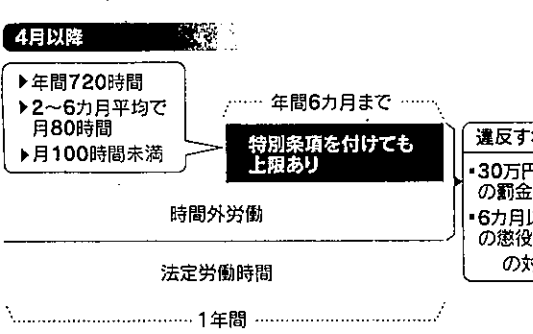 4月以降
▶年間720時間
▶2〜6カ月平均で
月80時間
▶月100時間未満
年間6カ月まで
特別条項を付けても
上限あり
時間外労働
法定労働時間
1年間
違反す
・30万円
の罰金
・6カ月以
の懲役
の対